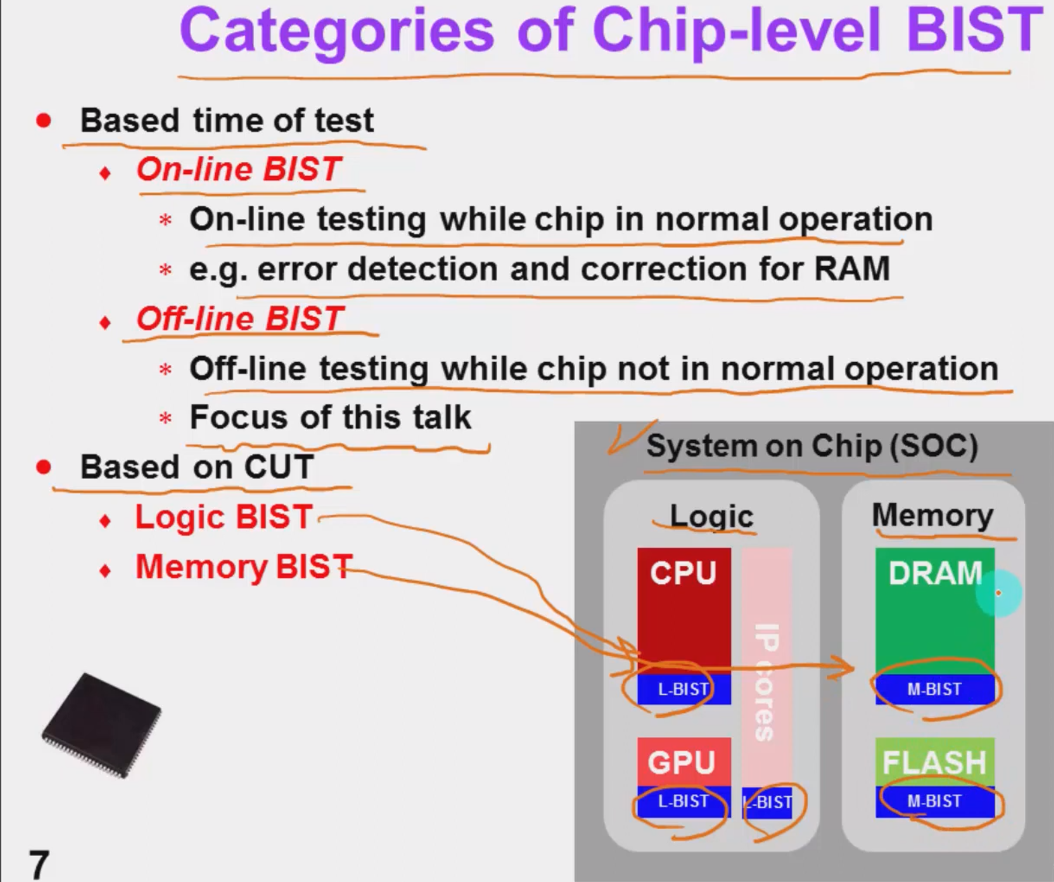 Categories of Chip-level BIST
Based time of test
On-line BIST
On-line testing while chip in normal operation
e.g. error detection and correction for RAM
Off-line BIST
Off-line testing while chip not in normal operation
Focus of this talk
Based on CUT
Logic BIST
Memory BIST
System on Chip (SOC)
Logic
CPU
L-BIST
GPU
L-BIST
IP cores
L-BIST
Memory
DRAM
M-BIST
FLASH
M-BIST
7